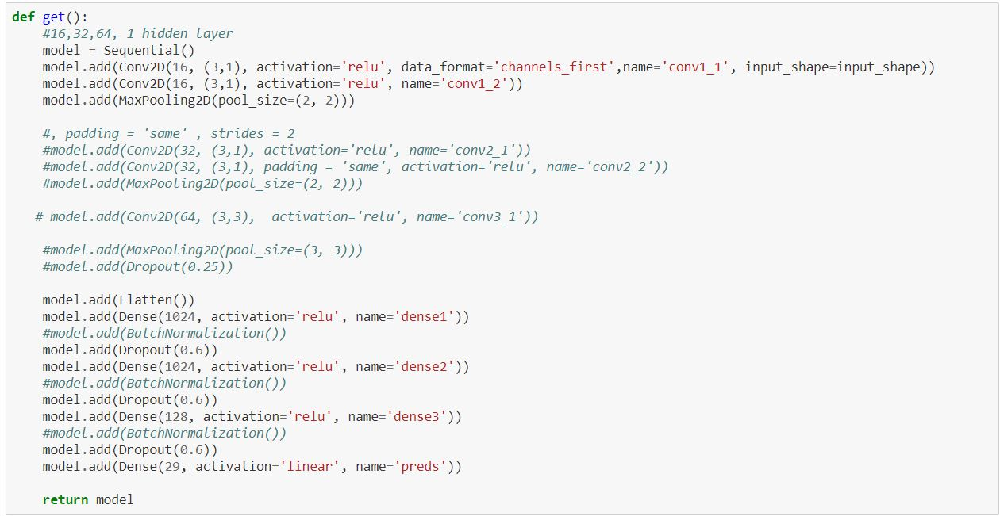 def get():
    #16,32,64, 1 hidden layer
    model = Sequential()
    model.add(Conv2D(16, (3,1), activation='relu', data_format='channels_first',name='conv1_1', input_shape=input_shape))
    model.add(Conv2D(16, (3,1), activation='relu', name='conv1_2'))
    model.add(MaxPooling2D(pool_size=(2, 2)))

    #, padding = 'same' , strides = 2
    #model.add(Conv2D(32, (3,1), activation='relu', name='conv2_1'))
    #model.add(Conv2D(32, (3,1), padding = 'same', activation='relu', name='conv2_2'))
    #model.add(MaxPooling2D(pool_size=(2, 2)))

   # model.add(Conv2D(64, (3,3),  activation='relu', name='conv3_1'))

    #model.add(MaxPooling2D(pool_size=(3, 3)))
    #model.add(Dropout(0.25))

    model.add(Flatten())
    model.add(Dense(1024, activation='relu', name='dense1'))
    #model.add(BatchNormalization())
    model.add(Dropout(0.6))
    model.add(Dense(1024, activation='relu', name='dense2'))
    #model.add(BatchNormalization())
    model.add(Dropout(0.6))
    model.add(Dense(128, activation='relu', name='dense3'))
    #model.add(BatchNormalization())
    model.add(Dropout(0.6))
    model.add(Dense(29, activation='linear', name='preds'))

    return model